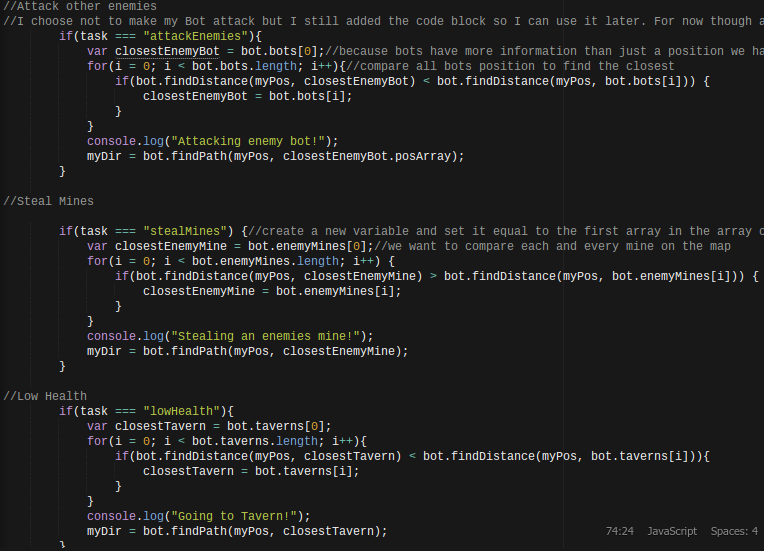 //Attack other enemies
//I choose not to make my Bot attack but I still added the code block so I can use it later. For now though a
if(task === "attackEnemies"){
var closestEnemyBot = bot.bots[0];//because bots have more information than just a position we ha
for(i = 0; i < bot.bots.length; i++){//compare all bots position to find the closest
if(bot.findDistance(myPos, closestEnemyBot) < bot.findDistance(myPos, bot.bots[i])) {
closestEnemyBot = bot.bots[i];
}
}
console.log("Attacking enemy bot!");
myDir = bot.findPath(myPos, closestEnemyBot.posArray);
}
//Steal Mines
if(task === "stealMines") {//create a new variable and set it equal to the first array in the array o
var closestEnemyMine = bot.enemyMines[0];//we want to compare each and every mine on the map
for(i = 0; i < bot.enemyMines.length; i++) {
if(bot.findDistance(myPos, closestEnemyMine) > bot.findDistance(myPos, bot.enemyMines[i])) {
closestEnemyMine = bot.enemyMines[i];
}
}
console.log("Stealing an enemies mine!");
myDir = bot.findPath(myPos, closestEnemyMine);
}
//Low Health
if(task === "lowHealth"){
var closestTavern = bot.taverns[0];
for(i = 0; i < bot.taverns.length; i++){
if(bot.findDistance(myPos, closestTavern) < bot.findDistance(myPos, bot.taverns[i])){
closestTavern = bot.taverns[i];
}
}
console.log("Going to Tavern!");
myDir = bot.findPath(myPos, closestTavern);
}
74:24 JavaScript Spaces: 4